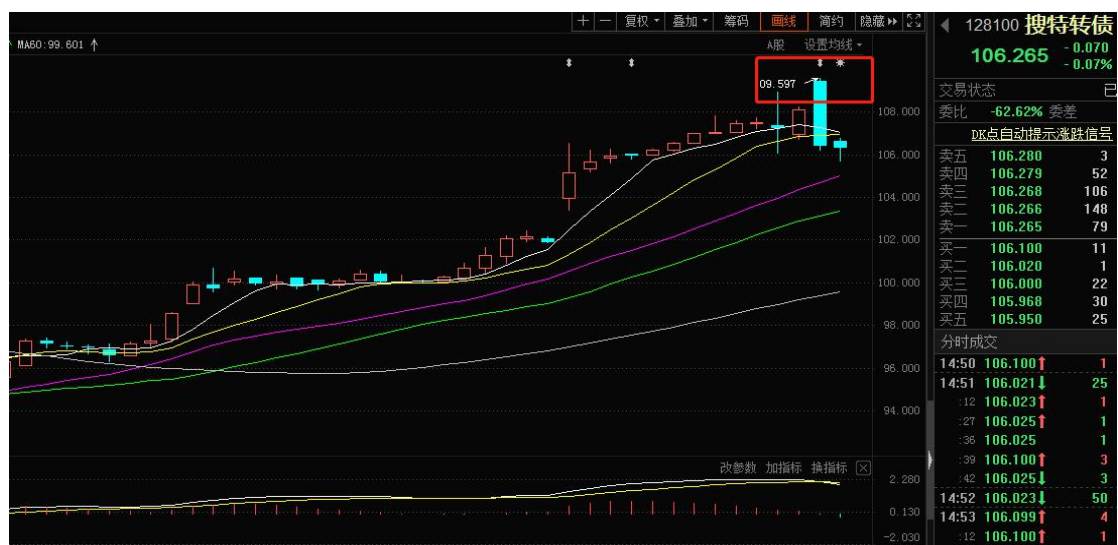 ＋ － 复权 叠加 筹码 画线 简约 隐藏
MA60:99.601 ↑
A股 设置均线
09.597
108.000
106.000
104.000
102.000
100.000
98.000
96.000
94.000
改参数 加指标 换指标
2.280
0.130
-2.030
128100 搜特转债
106.265 -0.070
-0.07%
交易状态 已
委比 -62.62% 委差
DK点自动提示涨跌信号
卖五 106.280 3
卖四 106.279 52
卖三 106.268 106
卖二 106.266 148
卖一 106.265 79
买一 106.100 11
买二 106.020 1
买三 106.000 22
买四 105.968 30
买五 105.950 25
分时成交
14:50 106.100↑ 1
14:51 106.021↓ 25
:12 106.023↑ 1
:27 106.025↑ 1
:36 106.025 1
:39 106.100↑ 3
:42 106.025↓ 3
14:52 106.023↓ 50
14:53 106.099↑ 4
:12 106.100↑ 1